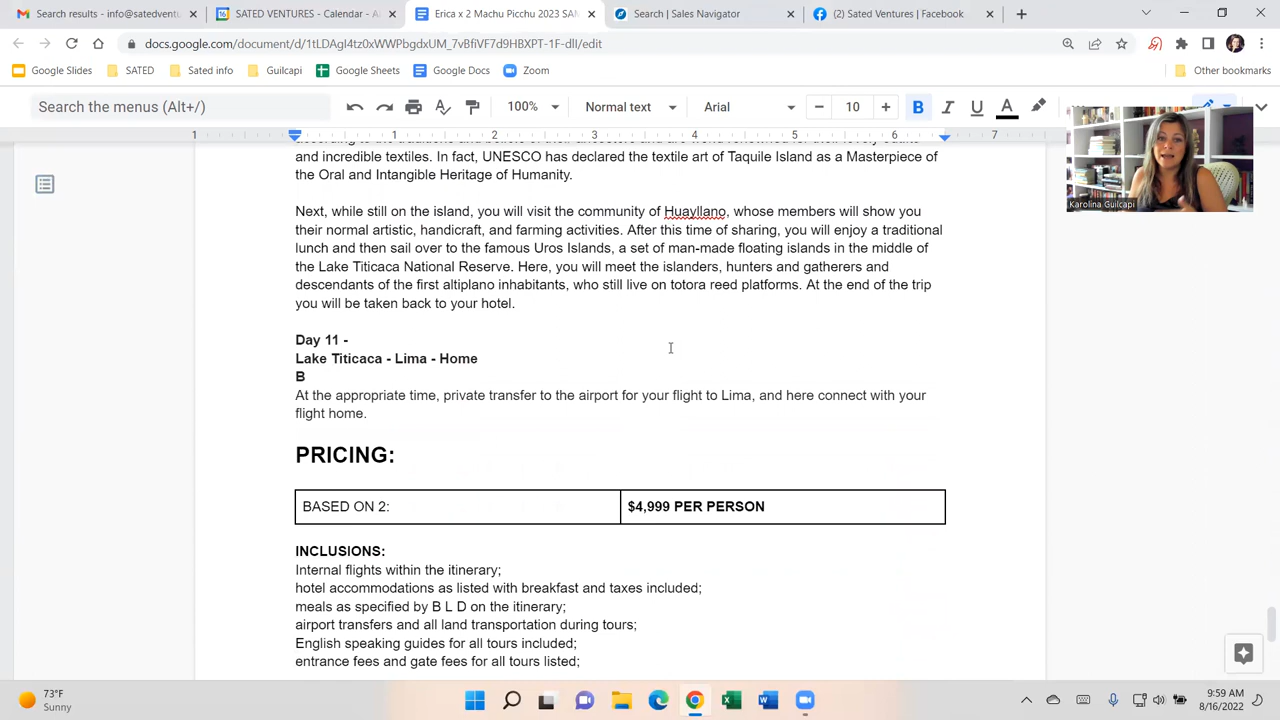 Search results - info@sated-entu
SATED VENTURES - Calendar - A
Erica x 2 Machu Picchu 2023 SAM
Search | Sales Navigator
(2) Sated Ventures | Facebook
docs.google.com/document/d/1tLDAgI4tz0xWWPbgdxUM_7vBfiVF7d9HBXPT-1F-dlI/edit
Google Slides
SATED
Sated info
Guilcapi
Google Sheets
Google Docs
Zoom
Other bookmarks
Search the menus (Alt+/)
100%
Normal text
Arial
10
B I U A
1 1 2 3 4 5 6 7
and incredible textiles. In fact, UNESCO has declared the textile art of Taquile Island as a Masterpiece of
the Oral and Intangible Heritage of Humanity.
Karolina Guilcapi
Next, while still on the island, you will visit the community of Huayllano, whose members will show you
their normal artistic, handicraft, and farming activities. After this time of sharing, you will enjoy a traditional
lunch and then sail over to the famous Uros Islands, a set of man-made floating islands in the middle of
the Lake Titicaca National Reserve. Here, you will meet the islanders, hunters and gatherers and
descendants of the first altiplano inhabitants, who still live on totora reed platforms. At the end of the trip
you will be taken back to your hotel.
Day 11 -
Lake Titicaca - Lima - Home
B
At the appropriate time, private transfer to the airport for your flight to Lima, and here connect with your
flight home.
PRICING:
BASED ON 2:
$4,999 PER PERSON
INCLUSIONS:
Internal flights within the itinerary;
hotel accommodations as listed with breakfast and taxes included;
meals as specified by B L D on the itinerary;
airport transfers and all land transportation during tours;
English speaking guides for all tours included;
entrance fees and gate fees for all tours listed;
73°F
Sunny
9:59 AM
8/16/2022